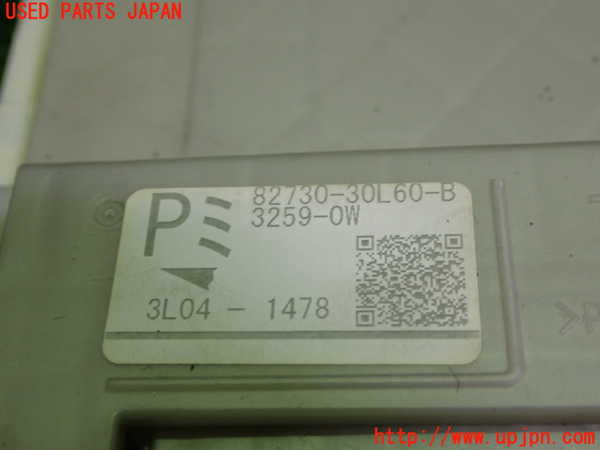 USED PARTS JAPAN
82730-30L60-B
P 3259-0W
3L04 - 1478
>P
http://www.upjpn.com